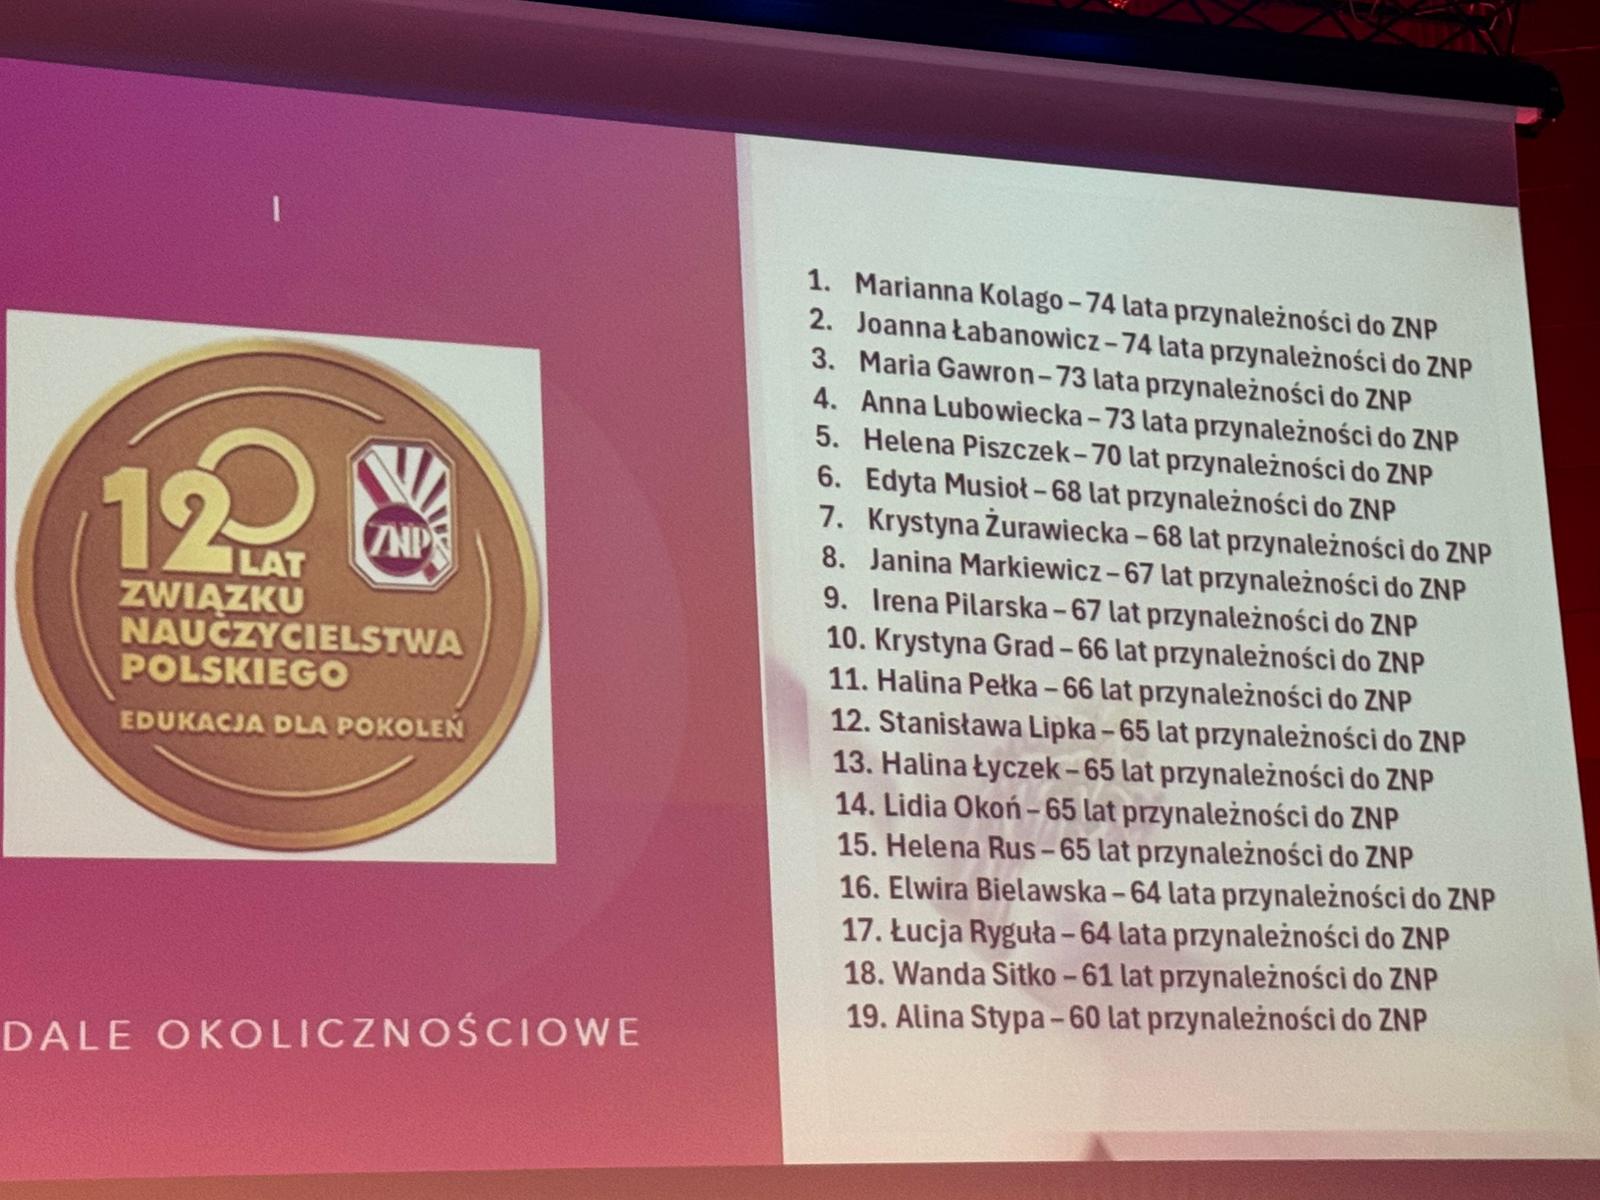 120
LAT
ZWIĄZKU
NAUCZYCIELSTWA
POLSKIEGO
EDUKACJA DLA POKOLEŃ
ZNP
DALE OKOLICZNOŚCIOWE
1. Marianna Kolago – 74 lata przynależności do ZNP
2. Joanna Łabanowicz – 74 lata przynależności do ZNP
3. Maria Gawron – 73 lata przynależności do ZNP
4. Anna Lubowiecka – 73 lata przynależności do ZNP
5. Helena Piszczek – 70 lat przynależności do ZNP
6. Edyta Musioł – 68 lat przynależności do ZNP
7. Krystyna Żurawiecka – 68 lat przynależności do ZNP
8. Janina Markiewicz – 67 lat przynależności do ZNP
9. Irena Pilarska – 67 lat przynależności do ZNP
10. Krystyna Grad – 66 lat przynależności do ZNP
11. Halina Pełka – 66 lat przynależności do ZNP
12. Stanisława Lipka – 65 lat przynależności do ZNP
13. Halina Łyczek – 65 lat przynależności do ZNP
14. Lidia Okoń – 65 lat przynależności do ZNP
15. Helena Rus – 65 lat przynależności do ZNP
16. Elwira Bielawska – 64 lata przynależności do ZNP
17. Łucja Ryguła – 64 lata przynależności do ZNP
18. Wanda Sitko – 61 lat przynależności do ZNP
19. Alina Stypa – 60 lat przynależności do ZNP